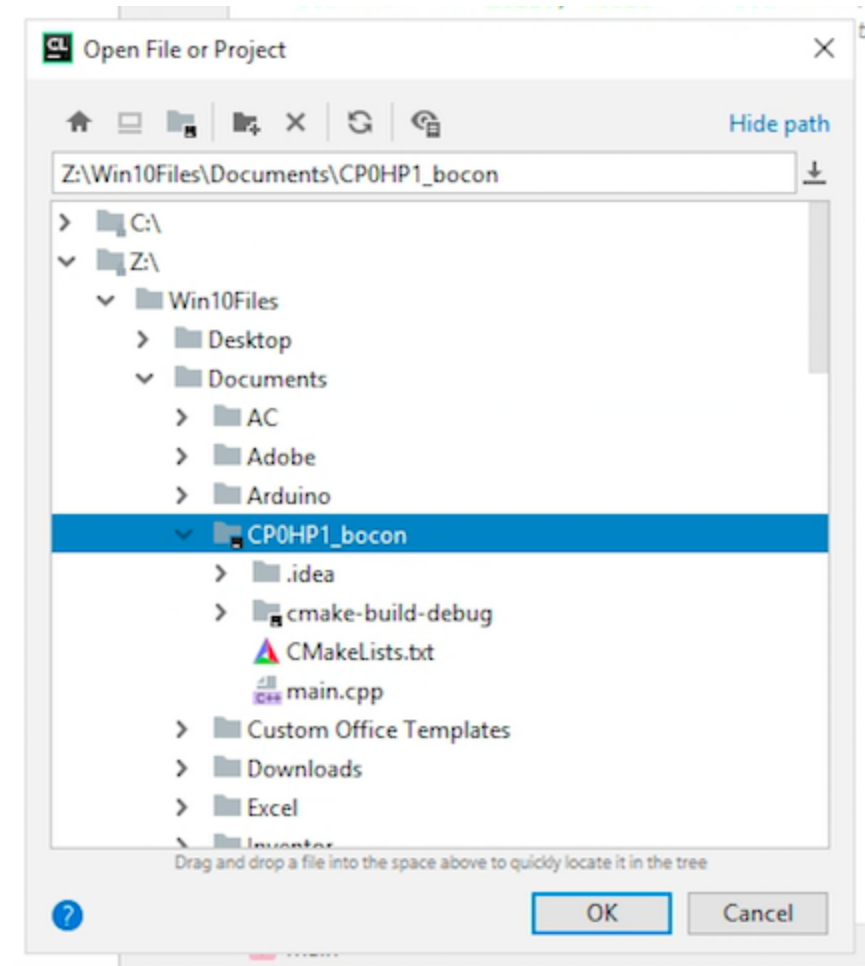 CL Open File or Project
Hide path
Z:\Win10Files\Documents\CP0HP1_bocon
C:\
Z:\
Win10Files
Desktop
Documents
AC
Adobe
Arduino
CP0HP1_bocon
.idea
cmake-build-debug
CMakeLists.txt
C++ main.cpp
Custom Office Templates
Downloads
Excel
Inventor
Drag and drop a file into the space above to quickly locate it in the tree
? OK Cancel
main